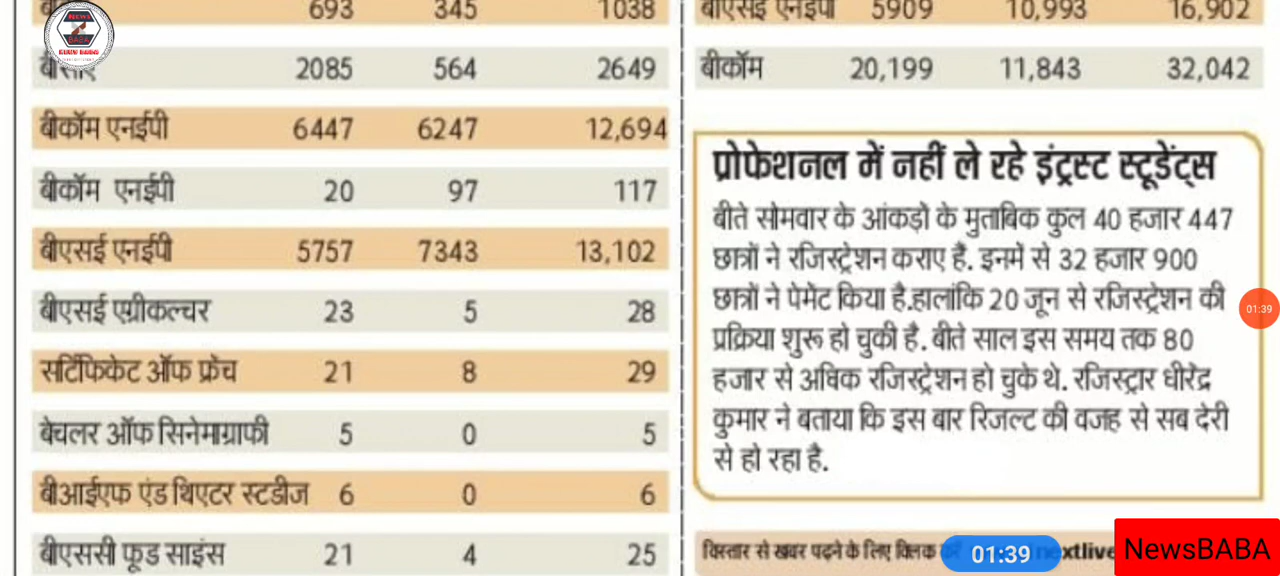 693 345 1038
2085 564 2649
बीकॉम एनईपी 6447 6247 12,694
बीकॉम एनईपी 20 97 117
बीएसई एनईपी 5757 7343 13,102
बीएसई एग्रीकल्चर 23 5 28
सर्टिफिकेट ऑफ फ्रेंच 21 8 29
बेचलर ऑफ सिनेमाग्राफी 5 0 5
बीआईएफ एंड थिएटर स्टडीज 6 0 6
बीएससी फूड साइंस 21 4 25
बीएसई एनईपी 5909 10,993 16,902
बीकॉम 20,199 11,843 32,042
प्रोफेशनल में नहीं ले रहे इंट्रस्ट स्टूडेंट्स
बीते सोमवार के आंकड़ो के मुताबिक कुल 40 हजार 447
छात्रों ने रजिस्ट्रेशन कराए है. इनमें से 32 हजार 900
छात्रों ने पेमेंट किया है.हालांकि 20 जून से रजिस्ट्रेशन की
प्रक्रिया शुरू हो चुकी है. बीते साल इस समय तक 80
हजार से अधिक रजिस्ट्रेशन हो चुके थे. रजिस्ट्रार धीरेंद्र
कुमार ने बताया कि इस बार रिजल्ट की वजह से सब देरी
से हो रहा है.
विस्तार से खबर पढ़ने के लिए क्लिक
01:39
01:39
NewsBABA
NEWS
BABA